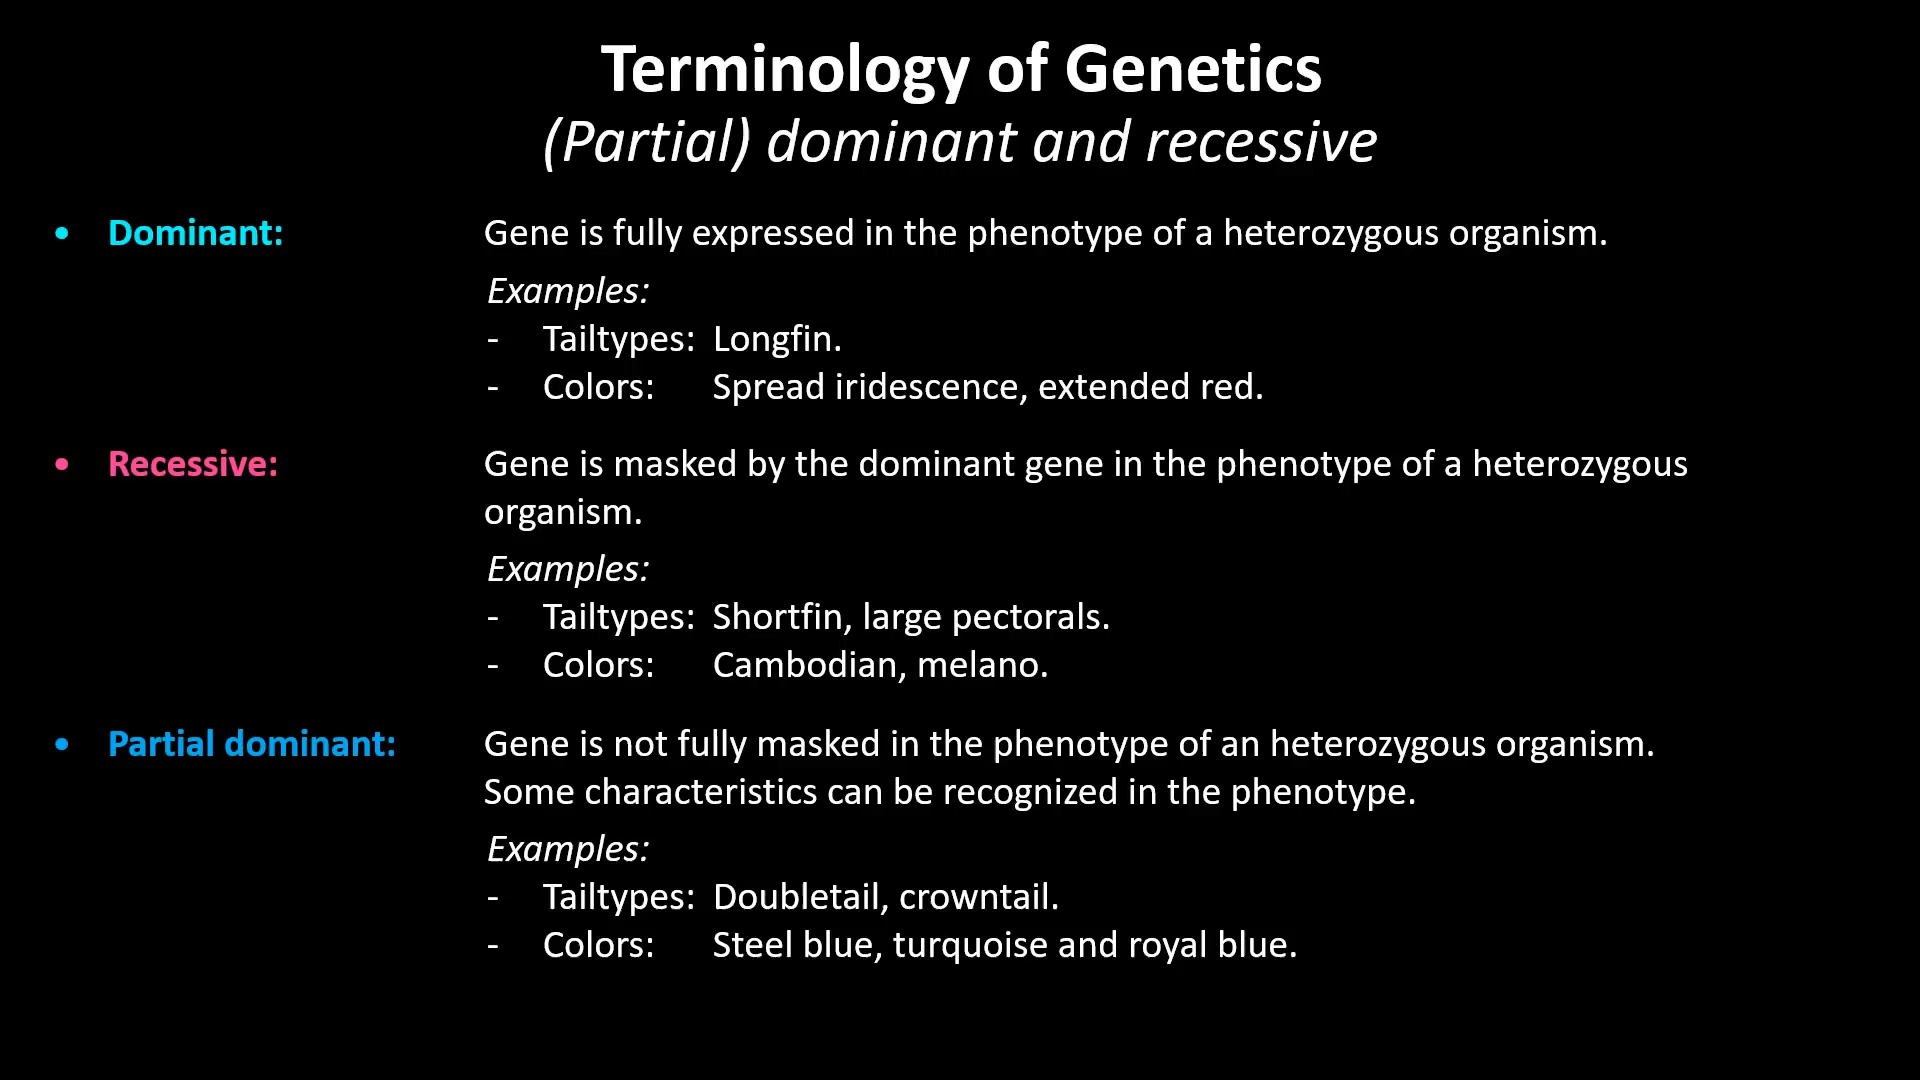 Terminology of Genetics
(Partial) dominant and recessive
• Dominant: Gene is fully expressed in the phenotype of a heterozygous organism.
Examples:
- Tailtypes: Longfin.
- Colors: Spread iridescence, extended red.
• Recessive: Gene is masked by the dominant gene in the phenotype of a heterozygous
organism.
Examples:
- Tailtypes: Shortfin, large pectorals.
- Colors: Cambodian, melano.
• Partial dominant: Gene is not fully masked in the phenotype of an heterozygous organism.
Some characteristics can be recognized in the phenotype.
Examples:
- Tailtypes: Doubletail, crowntail.
- Colors: Steel blue, turquoise and royal blue.